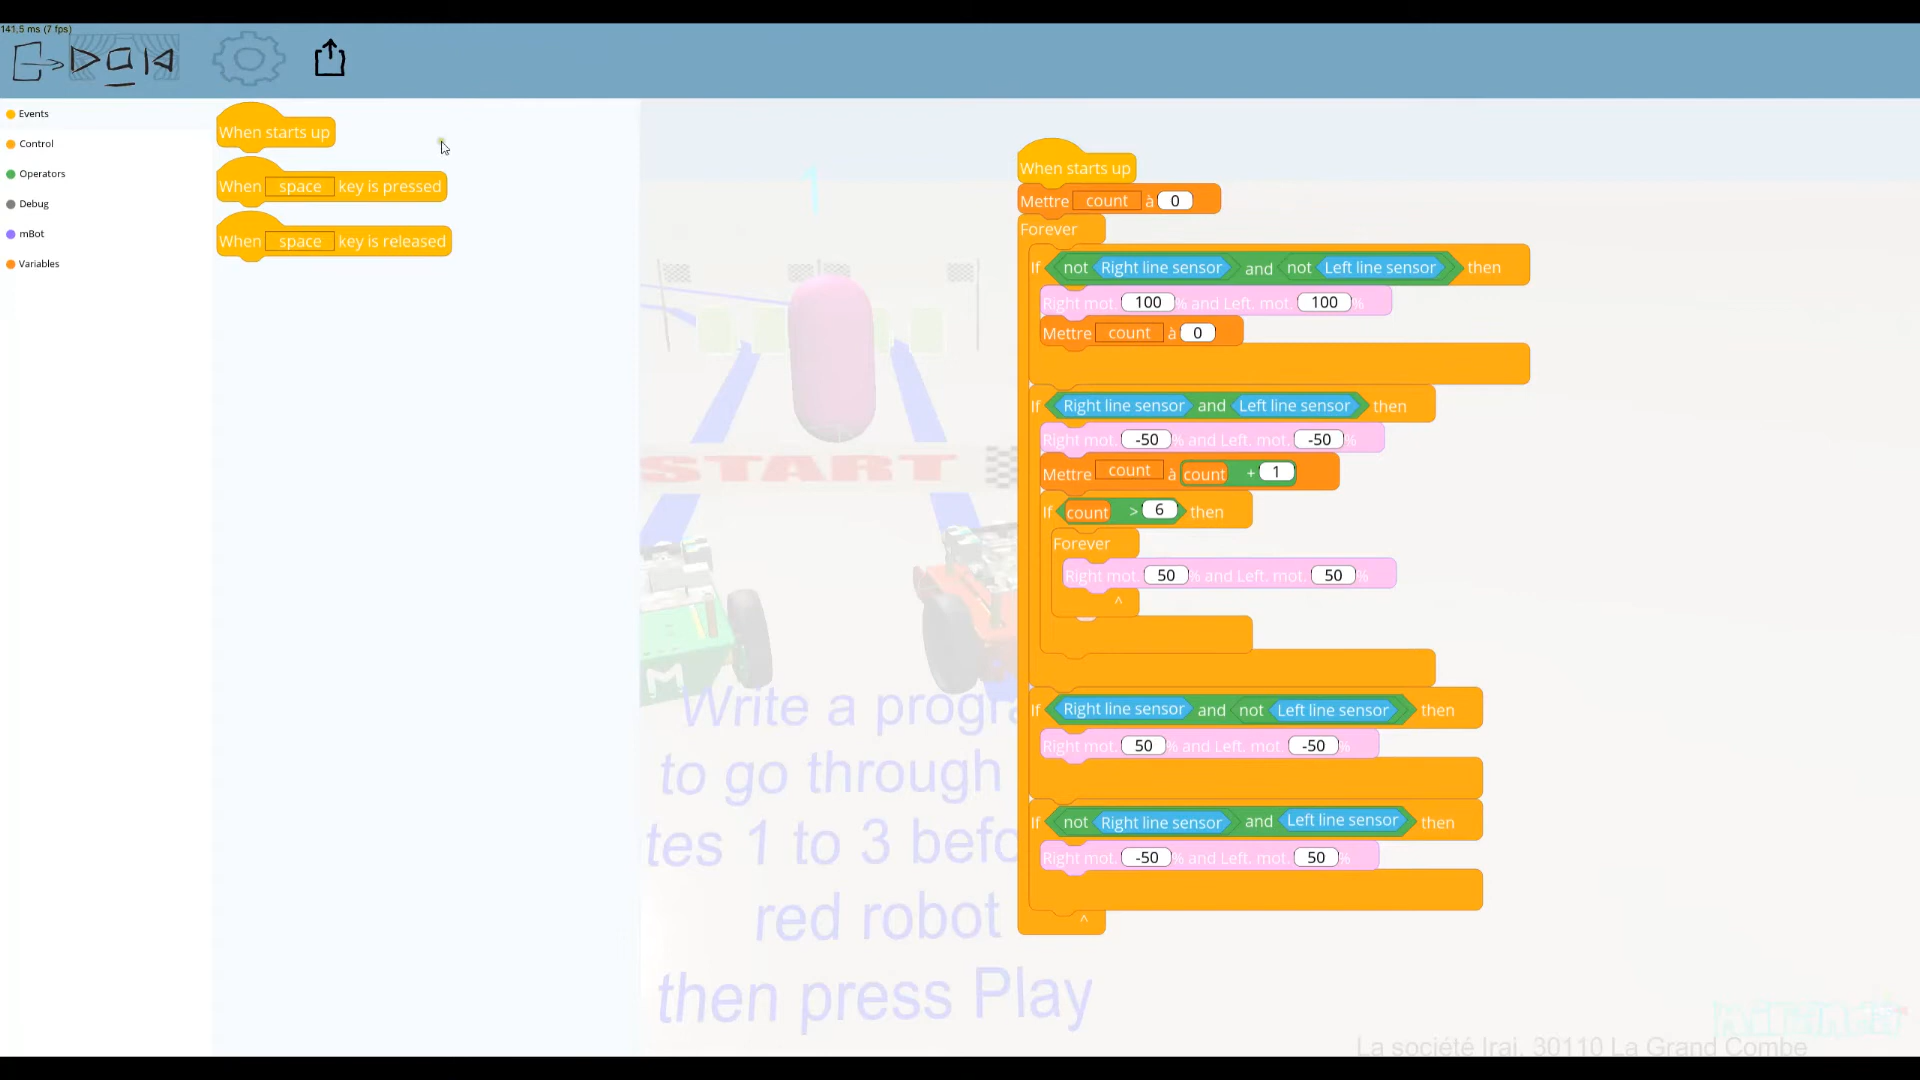 141,5 ms (7 fps)
Events
Control
Operators
Debug
mBot
Variables
When starts up
When space key is pressed
When space key is released
1
START
M
Write a progra
to go through
tes 1 to 3 befo
red robot
then press Play
When starts up
Mettre count à 0
Forever
If not Right line sensor and not Left line sensor then
Right mot. 100 % and Left. mot. 100 %
Mettre count à 0
If Right line sensor and Left line sensor then
Right mot. -50 % and Left. mot. -50 %
Mettre count à count + 1
If count > 6 then
Forever
Right mot. 50 % and Left. mot. 50 %
If Right line sensor and not Left line sensor then
Right mot. 50 % and Left. mot. -50 %
If not Right line sensor and Left line sensor then
Right mot. -50 % and Left. mot. 50 %
La société Irai, 30110 La Grand Combe